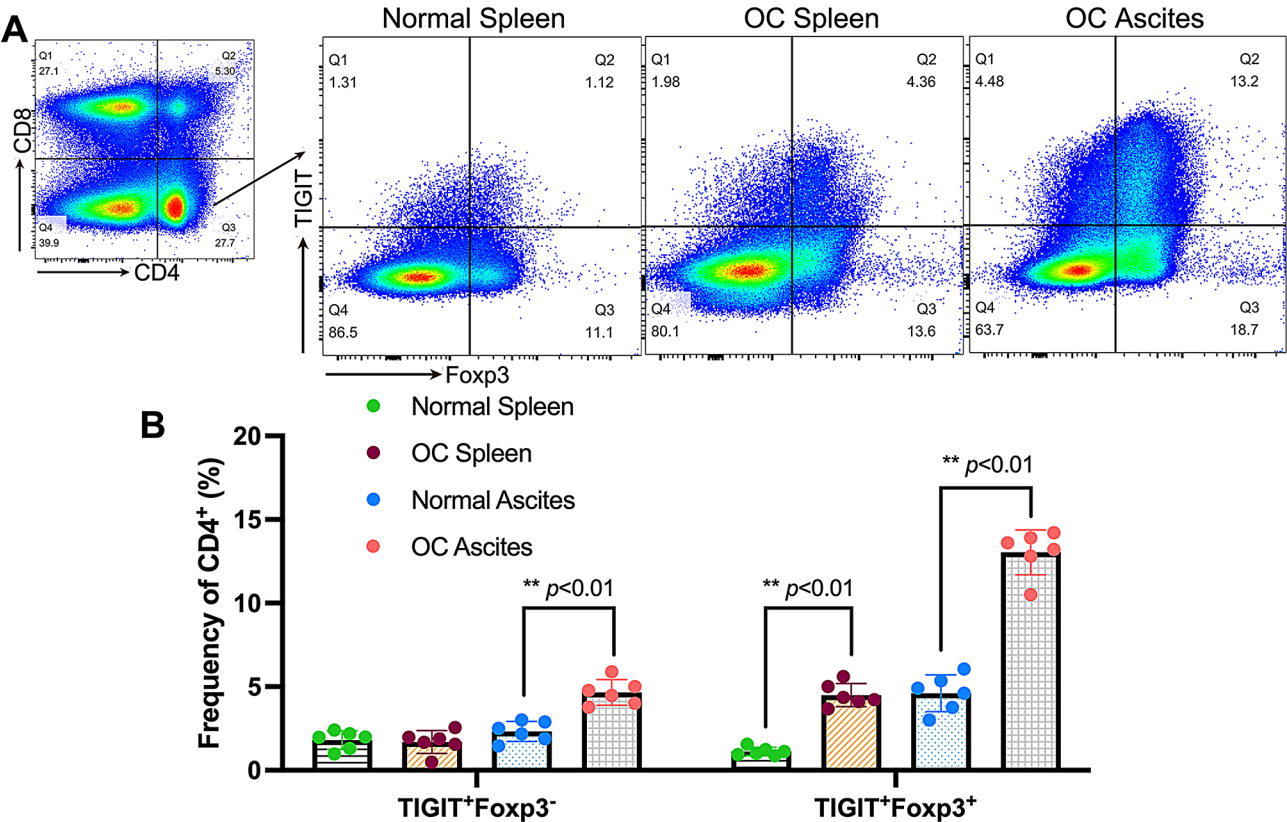 A
Normal Spleen
OC Spleen
OC Ascites
Q1
27.1
Q2
5.30
Q4
39.9
Q3
27.7
CD8
CD4
Q1
1.31
Q2
1.12
Q4
86.5
Q3
11.1
Q1
1.98
Q2
4.36
Q4
80.1
Q3
13.6
Q1
4.48
Q2
13.2
Q4
63.7
Q3
18.7
TIGIT
Foxp3
B
Normal Spleen
OC Spleen
Normal Ascites
OC Ascites
Frequency of CD4⁺ (%)
20
15
10
5
0
** p<0.01
** p<0.01
** p<0.01
TIGIT⁺Foxp3⁻
TIGIT⁺Foxp3⁺